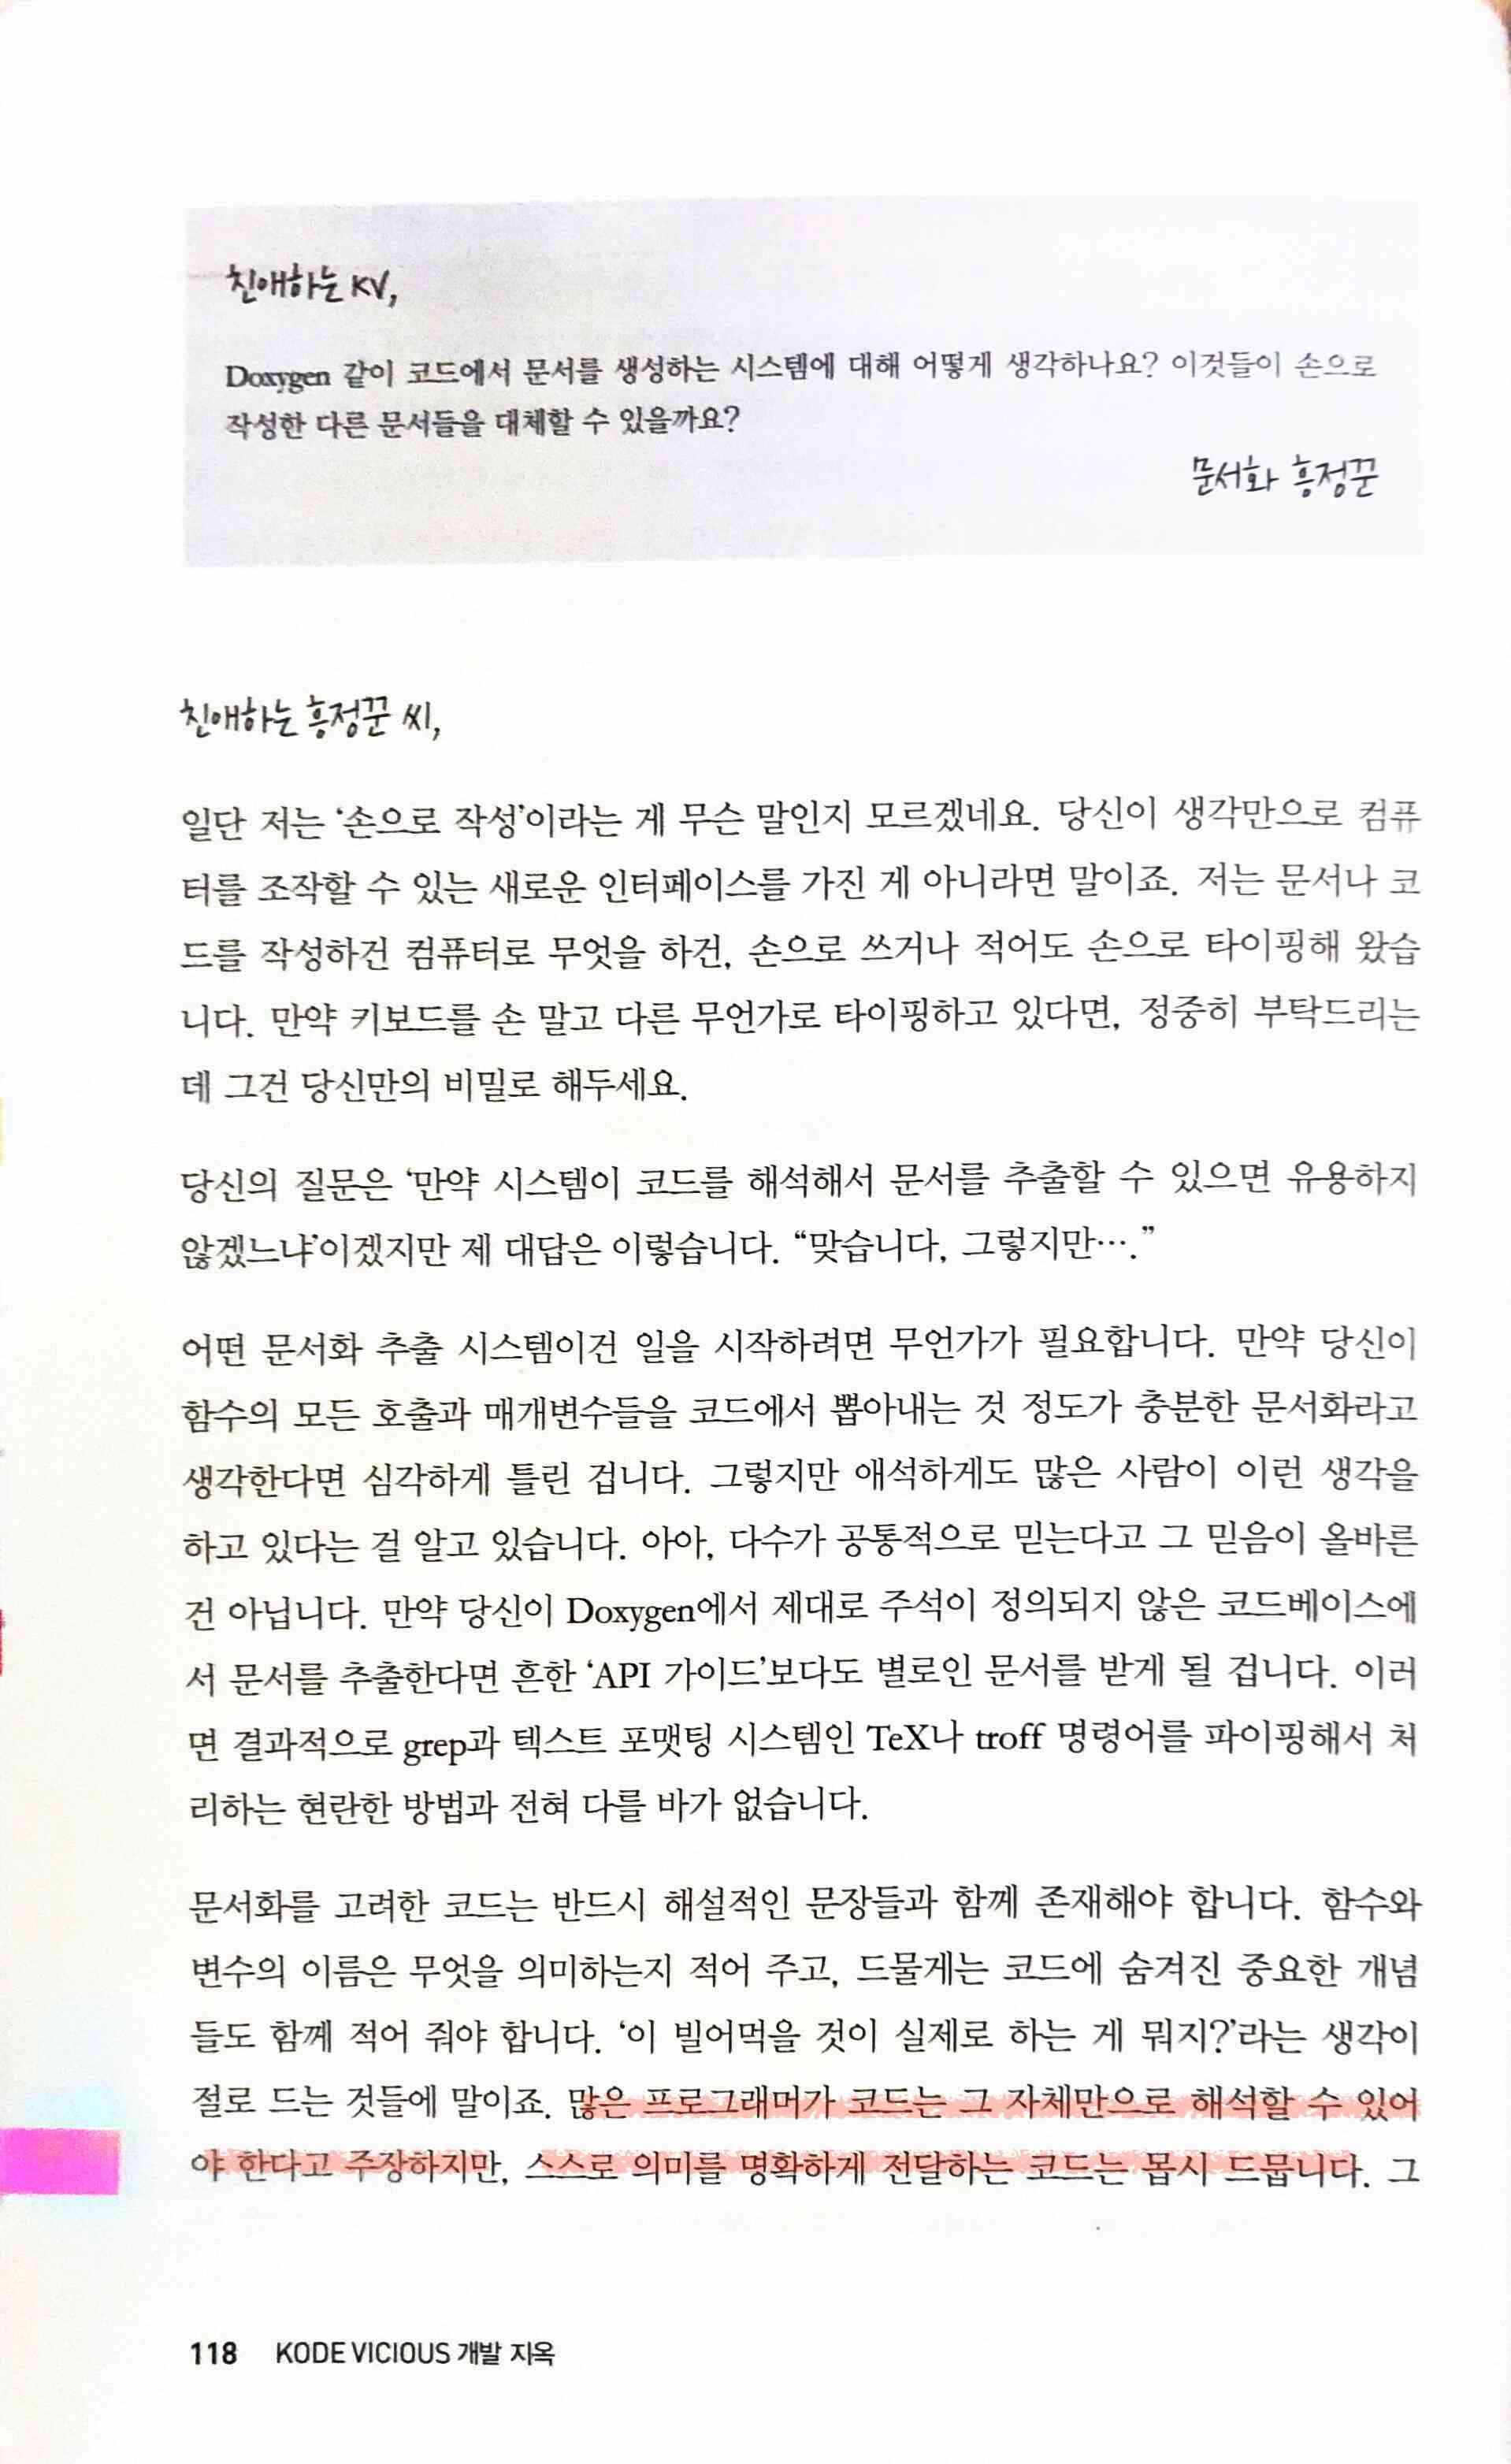 친애하는 KV,
Doxygen 같이 코드에서 문서를 생성하는 시스템에 대해 어떻게 생각하나요? 이것들이 손으로
작성한 다른 문서들을 대체할 수 있을까요?
문서화 흥정꾼
친애하는 흥정꾼 씨,
일단 저는 ‘손으로 작성’이라는 게 무슨 말인지 모르겠네요. 당신이 생각만으로 컴퓨
터를 조작할 수 있는 새로운 인터페이스를 가진 게 아니라면 말이죠. 저는 문서나 코
드를 작성하건 컴퓨터로 무엇을 하건, 손으로 쓰거나 적어도 손으로 타이핑해 왔습
니다. 만약 키보드를 손 말고 다른 무언가로 타이핑하고 있다면, 정중히 부탁드리는
데 그건 당신만의 비밀로 해두세요.
당신의 질문은 ‘만약 시스템이 코드를 해석해서 문서를 추출할 수 있으면 유용하지
않겠느냐’이겠지만 제 대답은 이렇습니다. “맞습니다, 그렇지만….”
어떤 문서화 추출 시스템이건 일을 시작하려면 무언가가 필요합니다. 만약 당신이
함수의 모든 호출과 매개변수들을 코드에서 뽑아내는 것 정도가 충분한 문서화라고
생각한다면 심각하게 틀린 겁니다. 그렇지만 애석하게도 많은 사람이 이런 생각을
하고 있다는 걸 알고 있습니다. 아아, 다수가 공통적으로 믿는다고 그 믿음이 올바른
건 아닙니다. 만약 당신이 Doxygen에서 제대로 주석이 정의되지 않은 코드베이스에
서 문서를 추출한다면 흔한 ‘API 가이드’보다도 별로인 문서를 받게 될 겁니다. 이러
면 결과적으로 grep과 텍스트 포맷팅 시스템인 TeX나 troff 명령어를 파이핑해서 처
리하는 현란한 방법과 전혀 다를 바가 없습니다.
문서화를 고려한 코드는 반드시 해설적인 문장들과 함께 존재해야 합니다. 함수와
변수의 이름은 무엇을 의미하는지 적어 주고, 드물게는 코드에 숨겨진 중요한 개념
들도 함께 적어 줘야 합니다. ‘이 빌어먹을 것이 실제로 하는 게 뭐지?’라는 생각이
절로 드는 것들에 말이죠. 많은 프로그래머가 코드는 그 자체만으로 해석할 수 있어
야 한다고 주장하지만, 스스로 의미를 명확하게 전달하는 코드는 몹시 드뭅니다. 그
118 KODE VICIOUS 개발 지옥